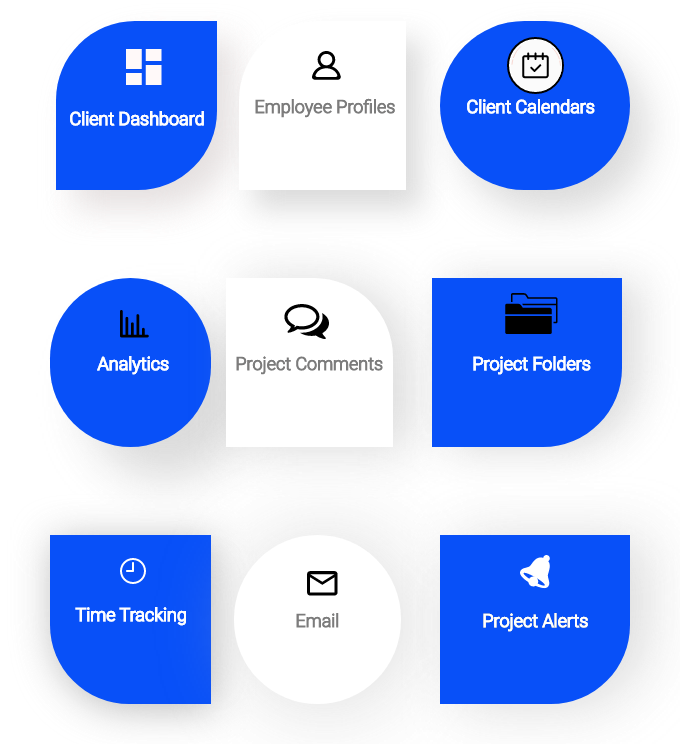 Client Dashboard
Employee Profiles
Client Calendars
Analytics
Project Comments
Project Folders
Time Tracking
Email
Project Alerts